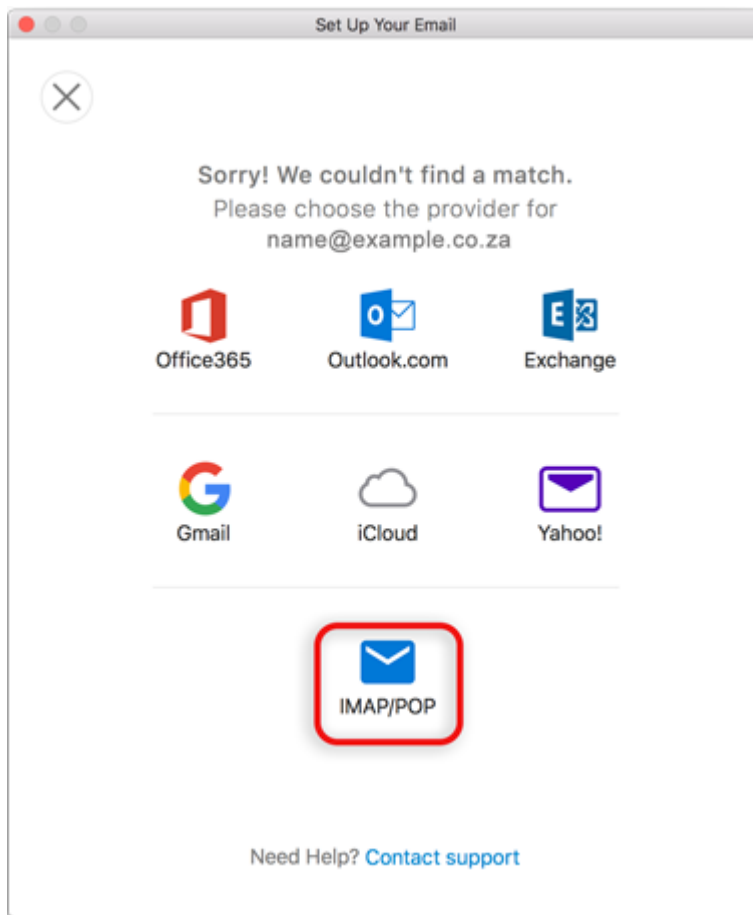 Set Up Your Email
Sorry! We couldn't find a match.
Please choose the provider for
name@example.co.za
Office365 Outlook.com Exchange
Gmail iCloud Yahoo!
IMAP/POP
Need Help? Contact support